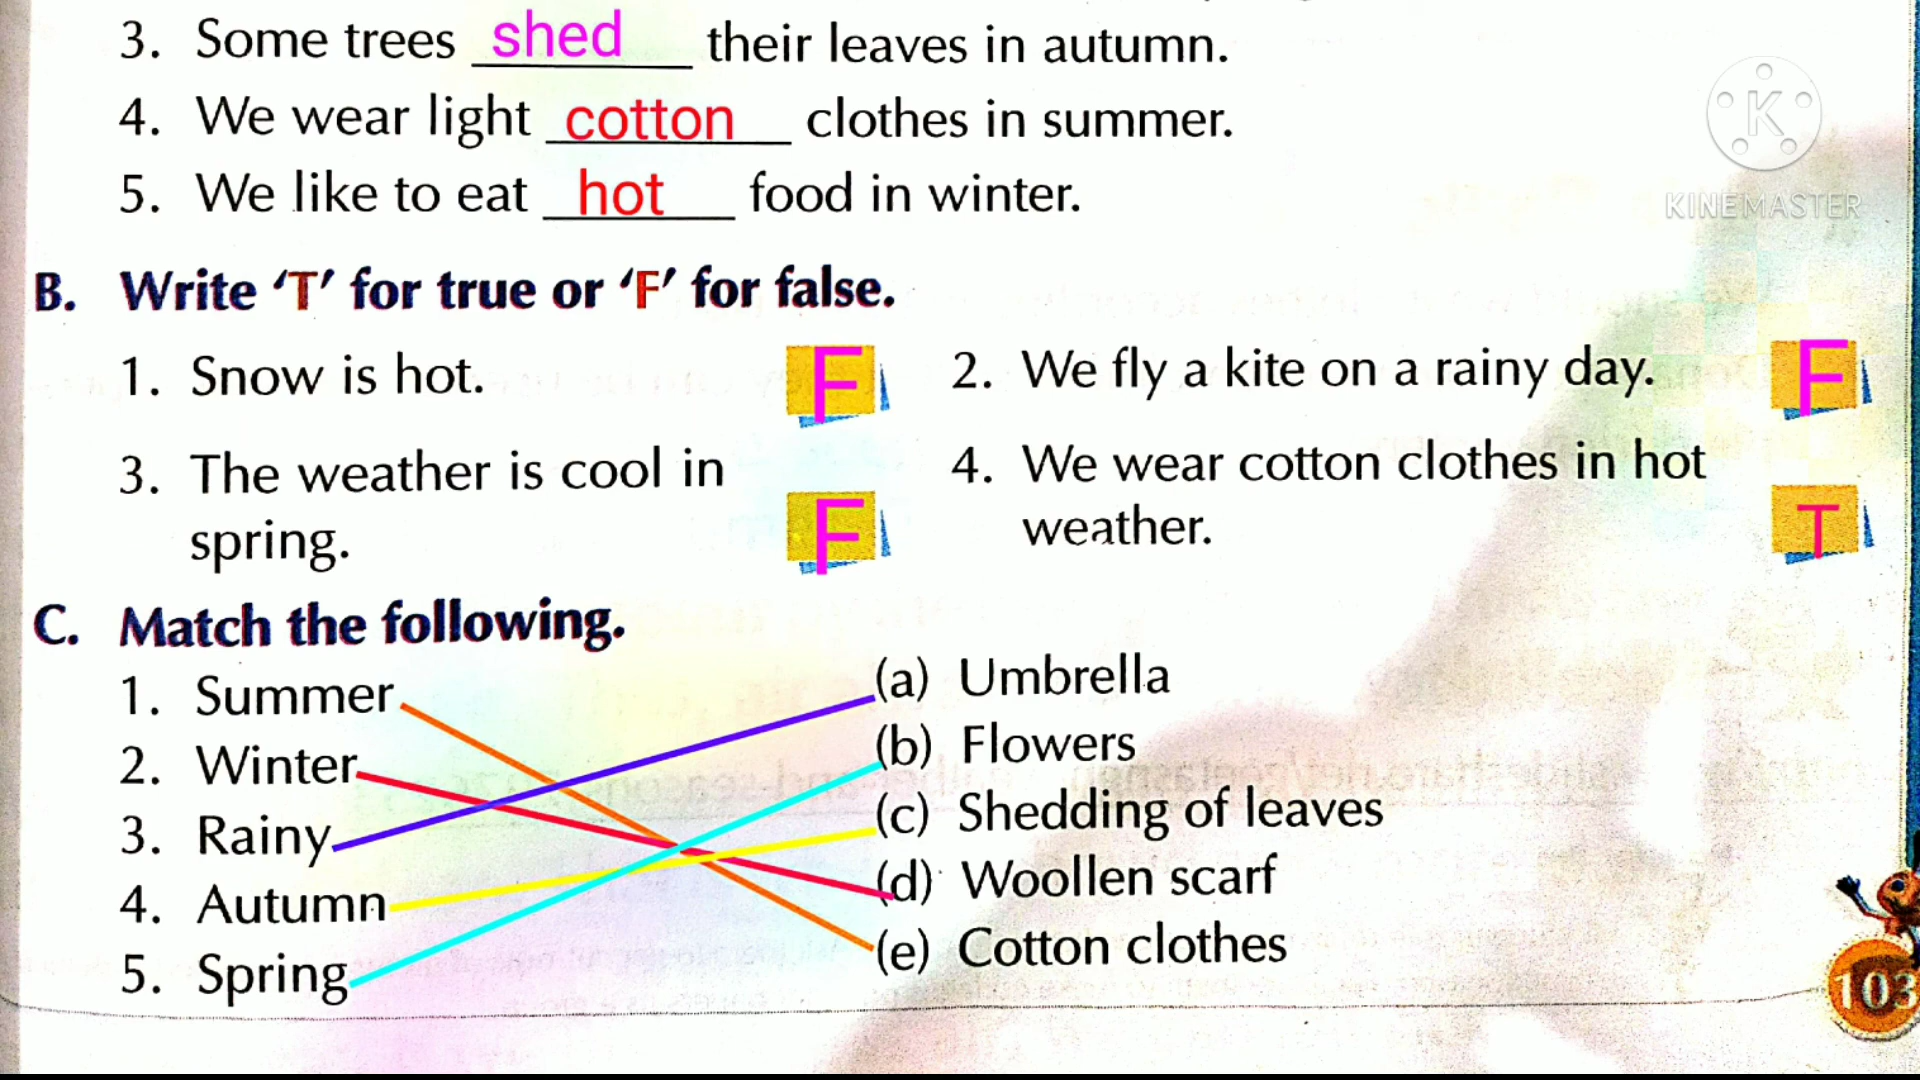 3. Some trees shed their leaves in autumn.
4. We wear light cotton clothes in summer.
5. We like to eat hot food in winter.
KINEMASTER
B. Write ‘T’ for true or ‘F’ for false.
1. Snow is hot. F
2. We fly a kite on a rainy day. F
3. The weather is cool in
spring. F
4. We wear cotton clothes in hot
weather. T
C. Match the following.
1. Summer
2. Winter
3. Rainy
4. Autumn
5. Spring
(a) Umbrella
(b) Flowers
(c) Shedding of leaves
(d) Woollen scarf
(e) Cotton clothes
103